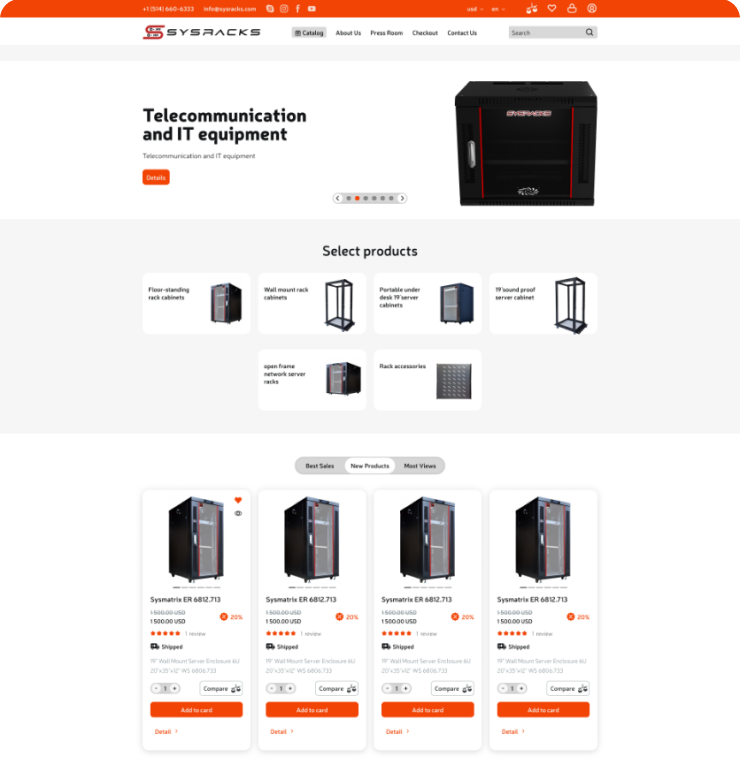 +1 (514) 660-6333 info@sysracks.com usd en
SYSRACKS Catalog About Us Press Room Checkout Contact Us Search
Telecommunication
and IT equipment
Telecommunication and IT equipment
Details
SYSRACKS
Select products
Floor-standing
rack cabinets
Wall mount rack
cabinets
Portable under
desk 19'server
cabinets
19'sound proof
server cabinet
open frame
network server
racks
Rack accessories
Best Sales New Products Most Views
Sysmatrix ER 6812.713 Sysmatrix ER 6812.713 Sysmatrix ER 6812.713 Sysmatrix ER 6812.713
1 500.00 USD 1 500.00 USD 1 500.00 USD 1 500.00 USD
1 500.00 USD 20% 1 500.00 USD 20% 1 500.00 USD 20% 1 500.00 USD 20%
1 review 1 review 1 review 1 review
Shipped Shipped Shipped Shipped
19" Wall Mount Server Enclosure 6U 19" Wall Mount Server Enclosure 6U 19" Wall Mount Server Enclosure 6U 19" Wall Mount Server Enclosure 6U
20"x35"x12" WS 6806.733 20"x35"x12" WS 6806.733 20"x35"x12" WS 6806.733 20"x35"x12" WS 6806.733
- 1 + Compare - 1 + Compare - 1 + Compare - 1 + Compare
Add to card Add to card Add to card Add to card
Detail Detail Detail Detail